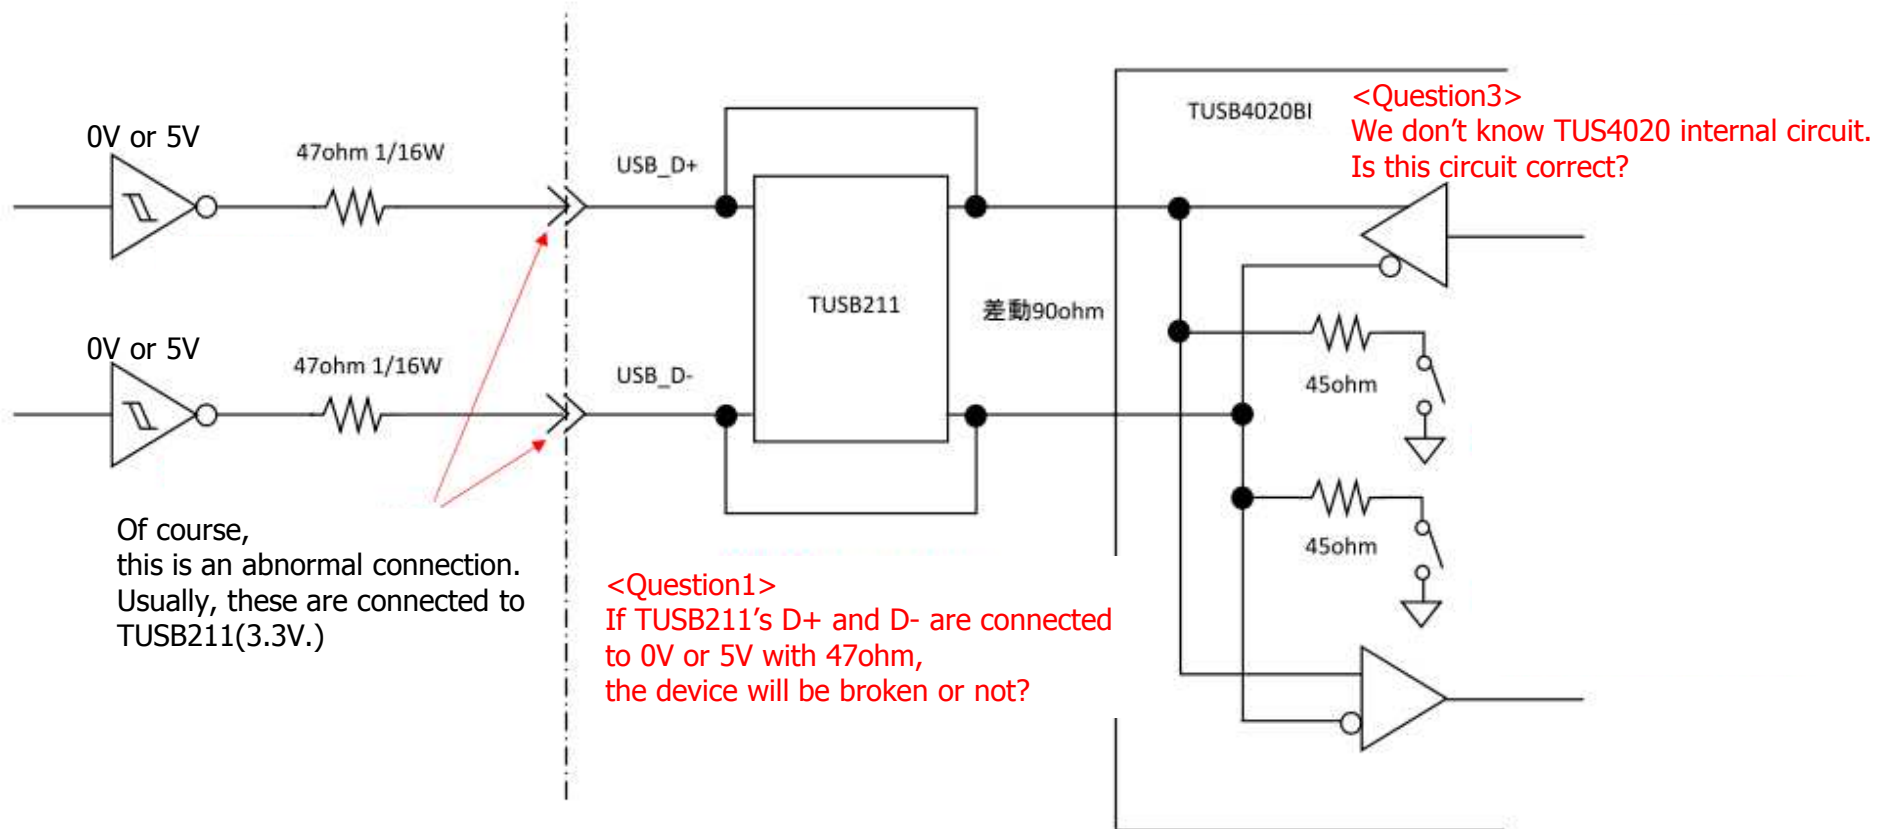 0V or 5V
47ohm 1/16W
USB_D+
TUSB4020BI
<Question3>
We don’t know TUS4020 internal circuit.
Is this circuit correct?
TUSB211
差動90ohm
45ohm
0V or 5V
47ohm 1/16W
USB_D-
45ohm
Of course,
this is an abnormal connection.
Usually, these are connected to
TUSB211(3.3V.)
<Question1>
If TUSB211’s D+ and D- are connected
to 0V or 5V with 47ohm,
the device will be broken or not?